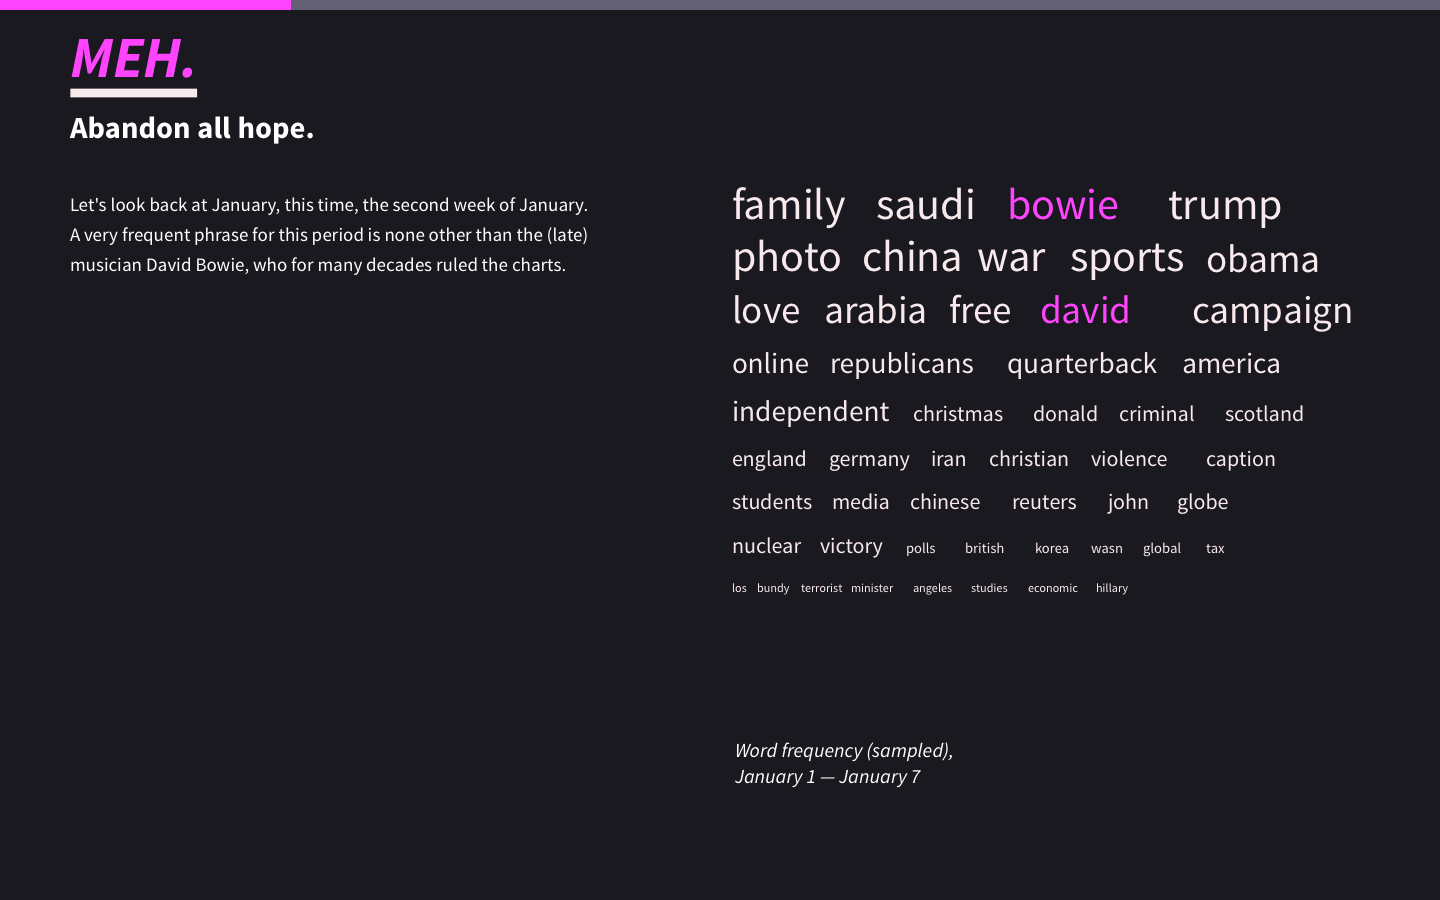 MEH.
Abandon all hope.
Let's look back at January, this time, the second week of January.
A very frequent phrase for this period is none other than the (late)
musician David Bowie, who for many decades ruled the charts.
family saudi bowie trump
photo china war sports obama
love arabia free david campaign
online republicans quarterback america
independent christmas donald criminal scotland
england germany iran christian violence caption
students media chinese reuters john globe
nuclear victory polls british korea wasn global tax
los bundy terrorist minister angeles studies economic hillary
Word frequency (sampled),
January 1 — January 7